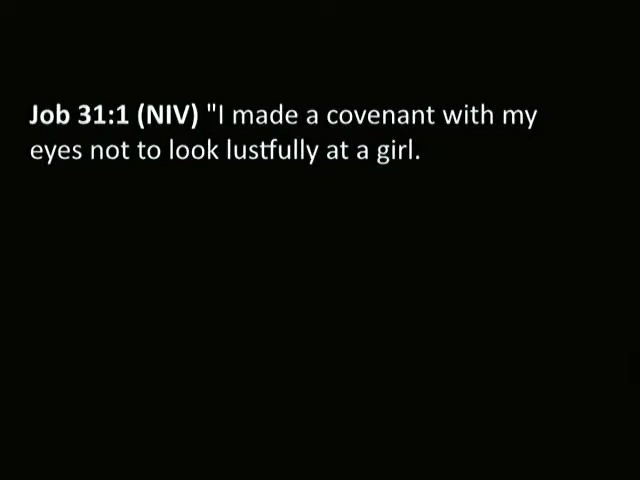 Job 31:1 (NIV) "I made a covenant with my
eyes not to look lustfully at a girl.